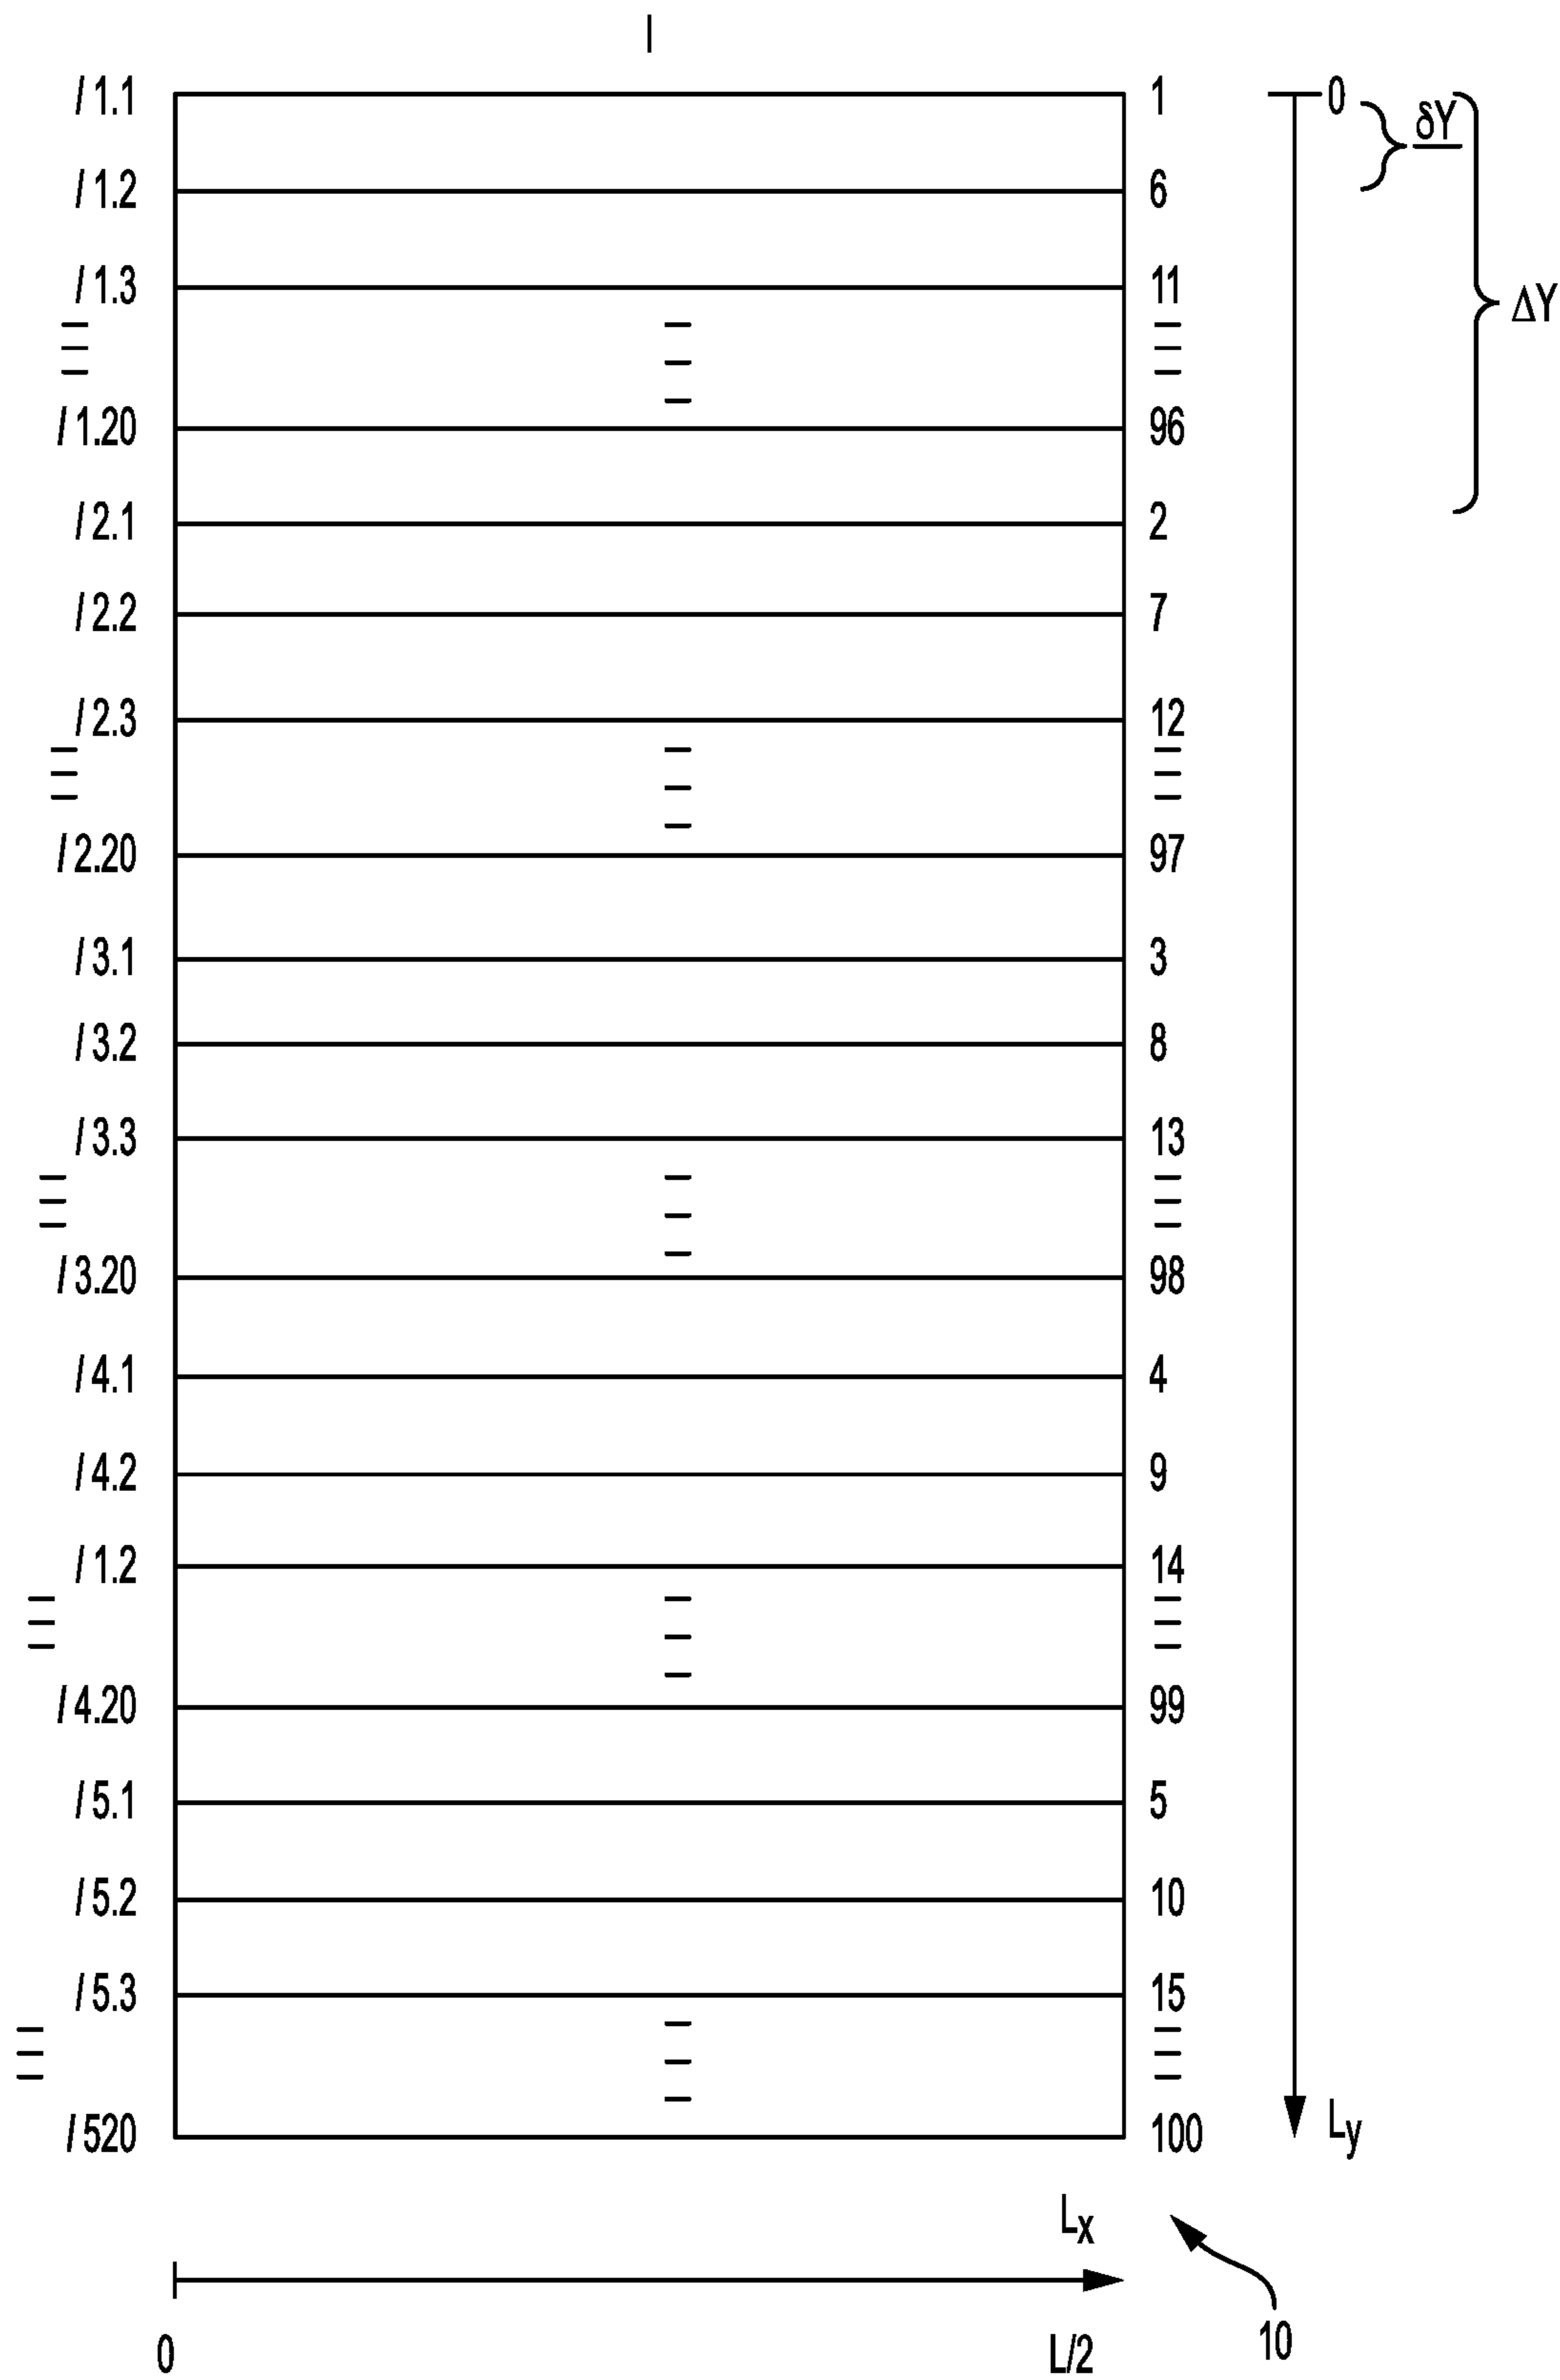 I
l 1.1 1 0 δY
l 1.2 6
l 1.3 11 ΔY
l 1.20 96
l 2.1 2
l 2.2 7
l 2.3 12
l 2.20 97
l 3.1 3
l 3.2 8
l 3.3 13
l 3.20 98
l 4.1 4
l 4.2 9
l 1.2 14
l 4.20 99
l 5.1 5
l 5.2 10
l 5.3 15
l 520 100 Ly
Lx
0 L/2 10